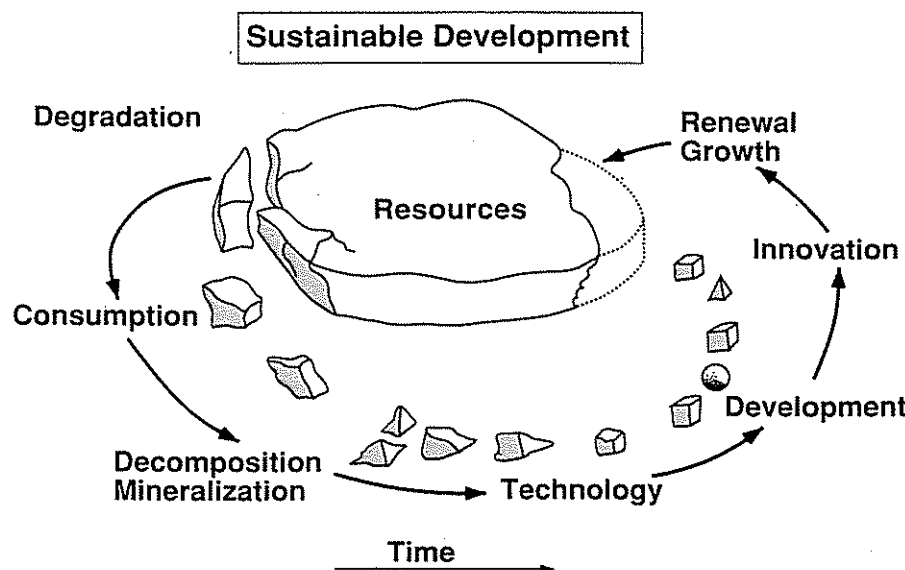 Sustainable Development
Degradation
Renewal
Growth
Resources
Innovation
Consumption
Development
Decomposition
Mineralization
Technology
Time